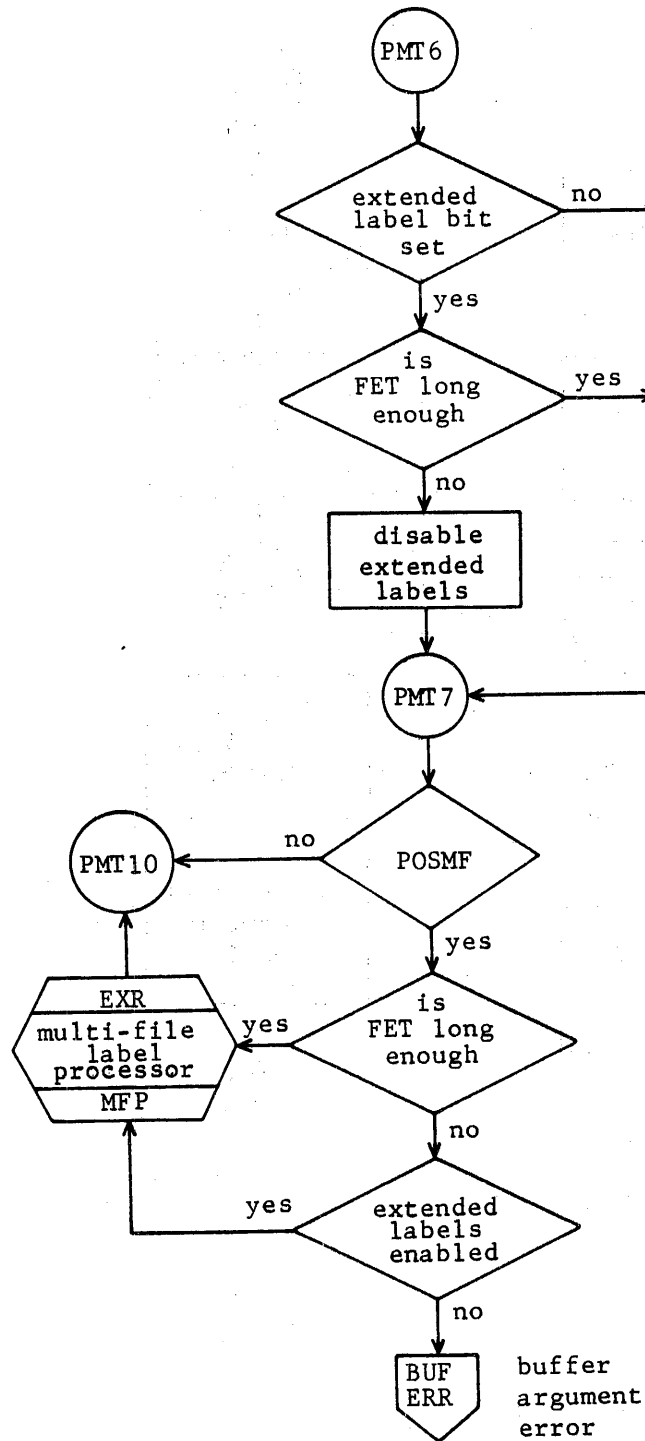 PMT6
extended
label bit
set
no
yes
is
FET long
enough
yes
no
disable
extended
labels
PMT7
no
POSMF
PMT10
yes
EXR
multi-file
label
processor
MFP
yes
is
FET long
enough
no
yes
extended
labels
enabled
no
BUF
ERR
buffer
argument
error